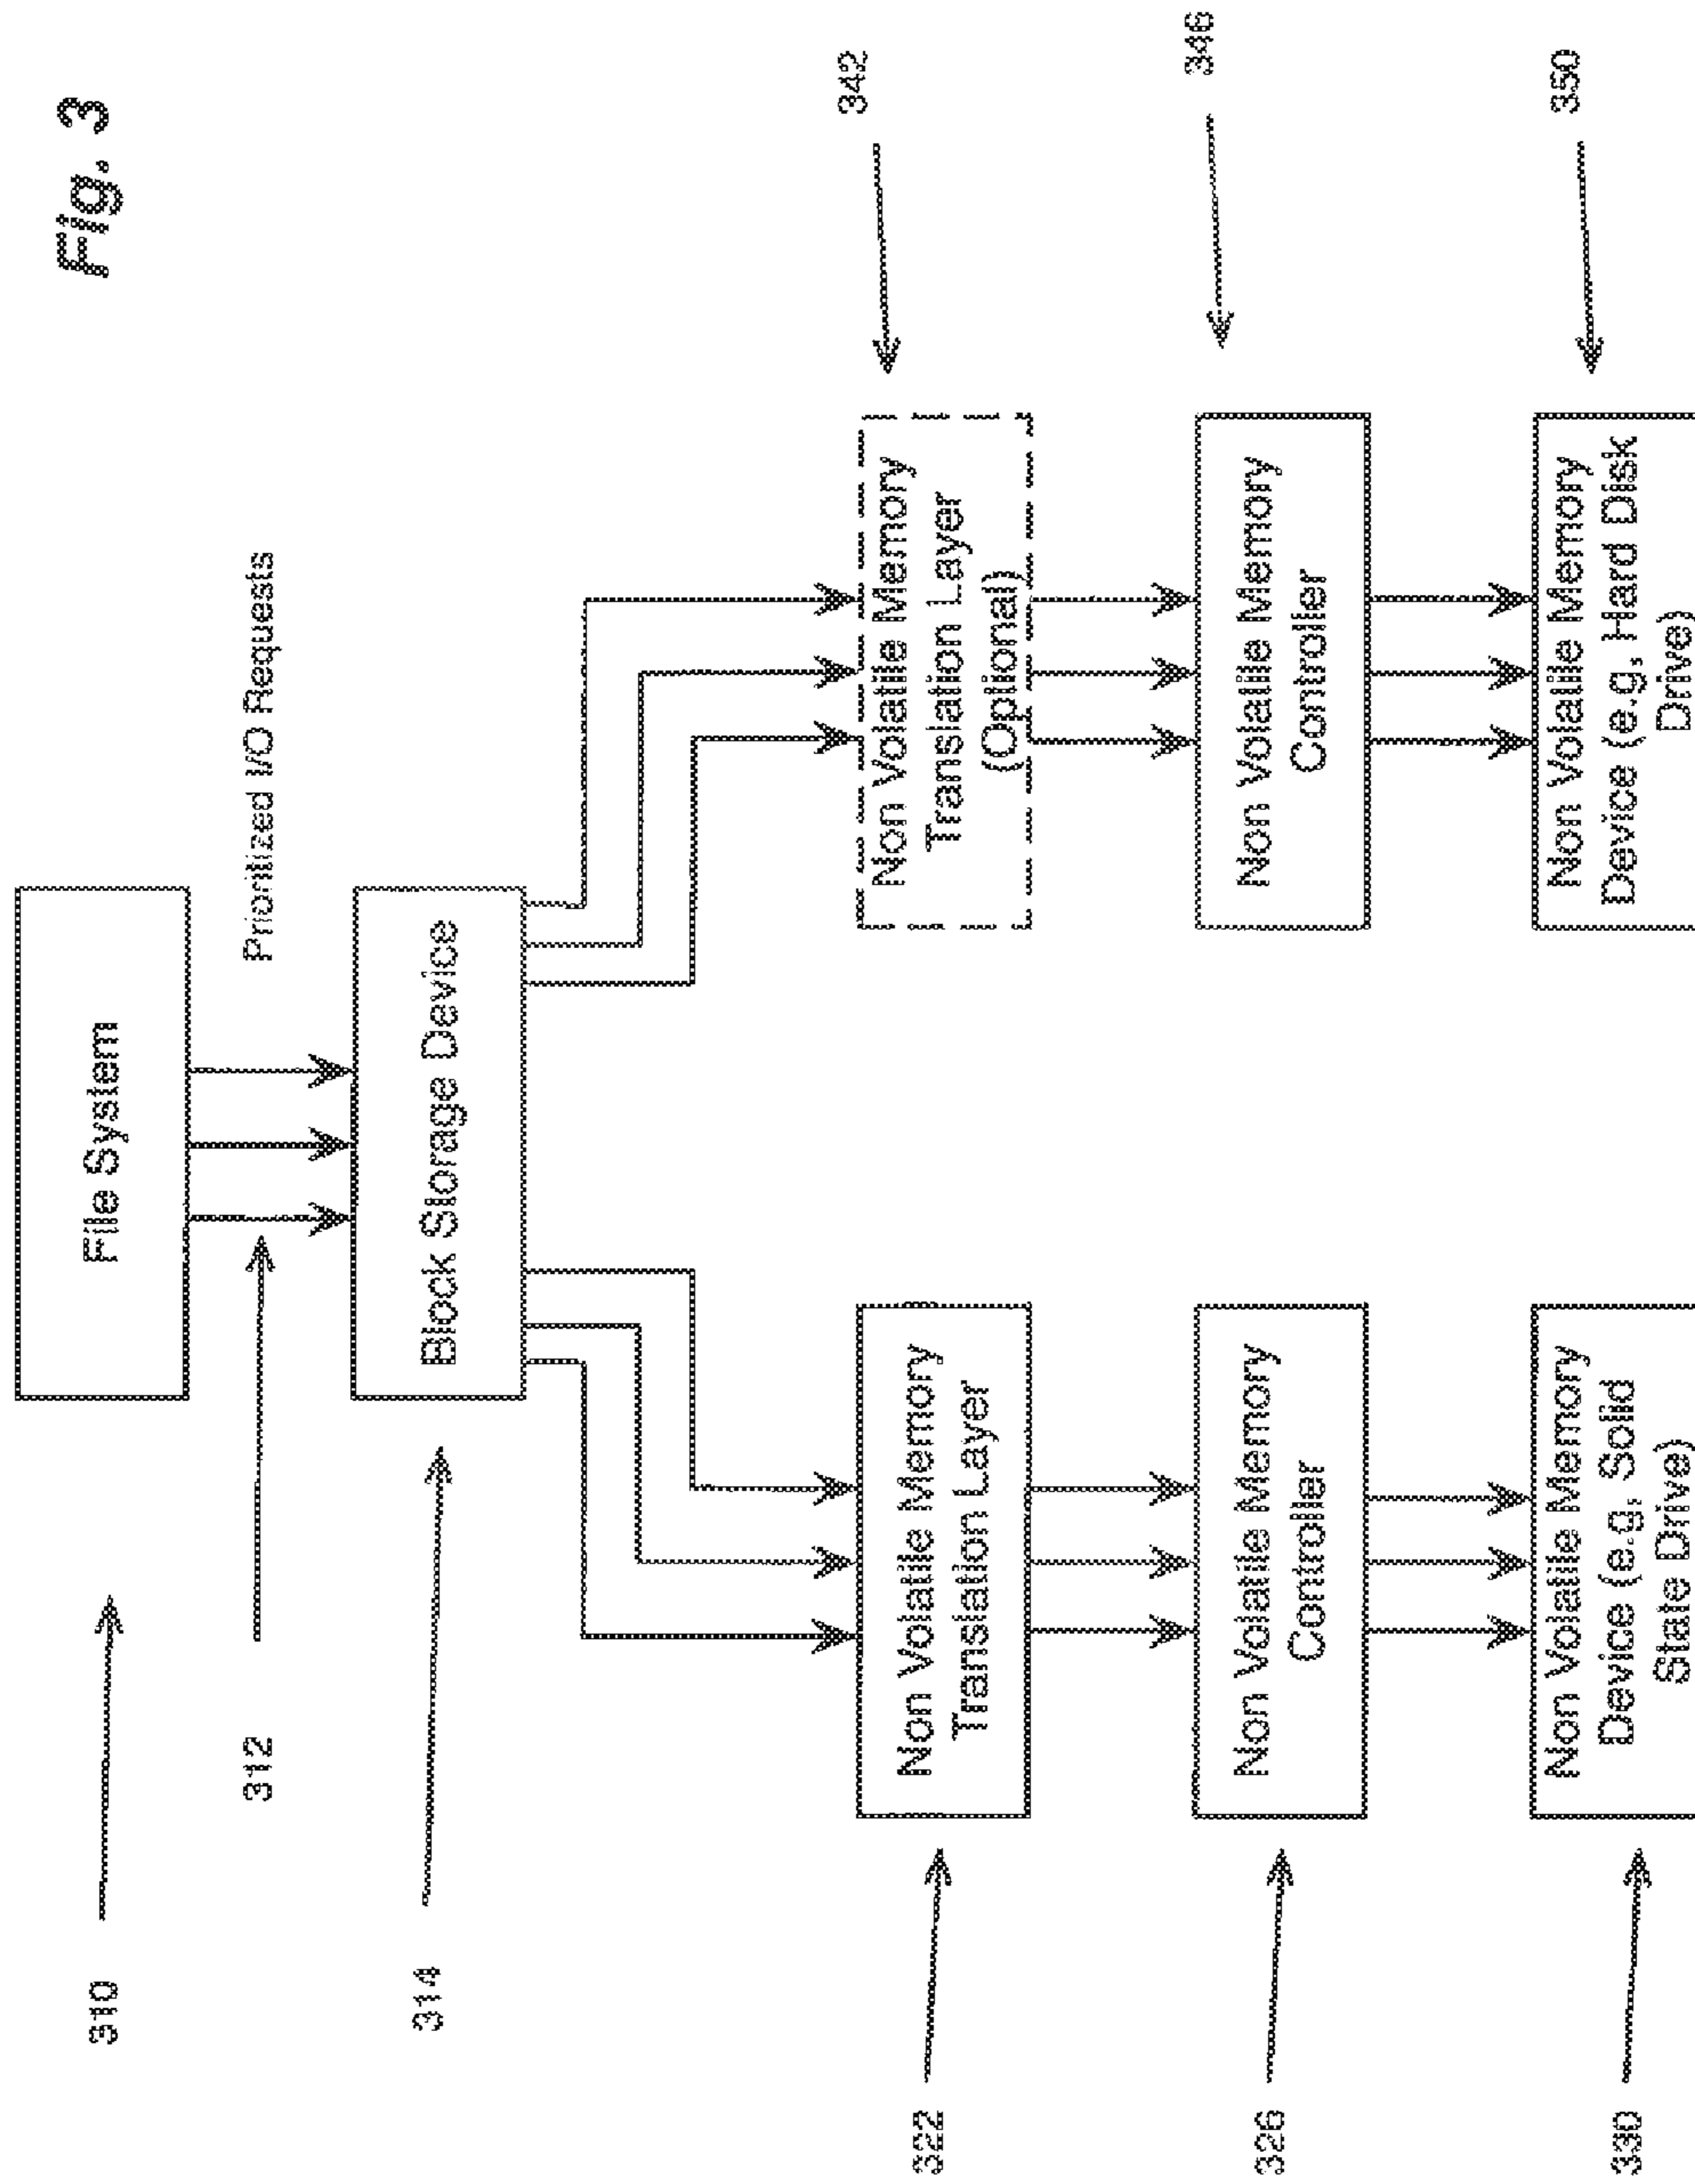 Fig. 3
310
File System
312
Prioritized I/O Requests
314
Block Storage Device
322
Non Volatile Memory
Translation Layer
342
Non Volatile Memory
Translation Layer
(Optional)
326
Non Volatile Memory
Controller
346
Non Volatile Memory
Controller
330
Non Volatile Memory
Device (e.g, Solid
State Drive)
350
Non Volatile Memory
Device (e.g, Hard Disk
Drive)